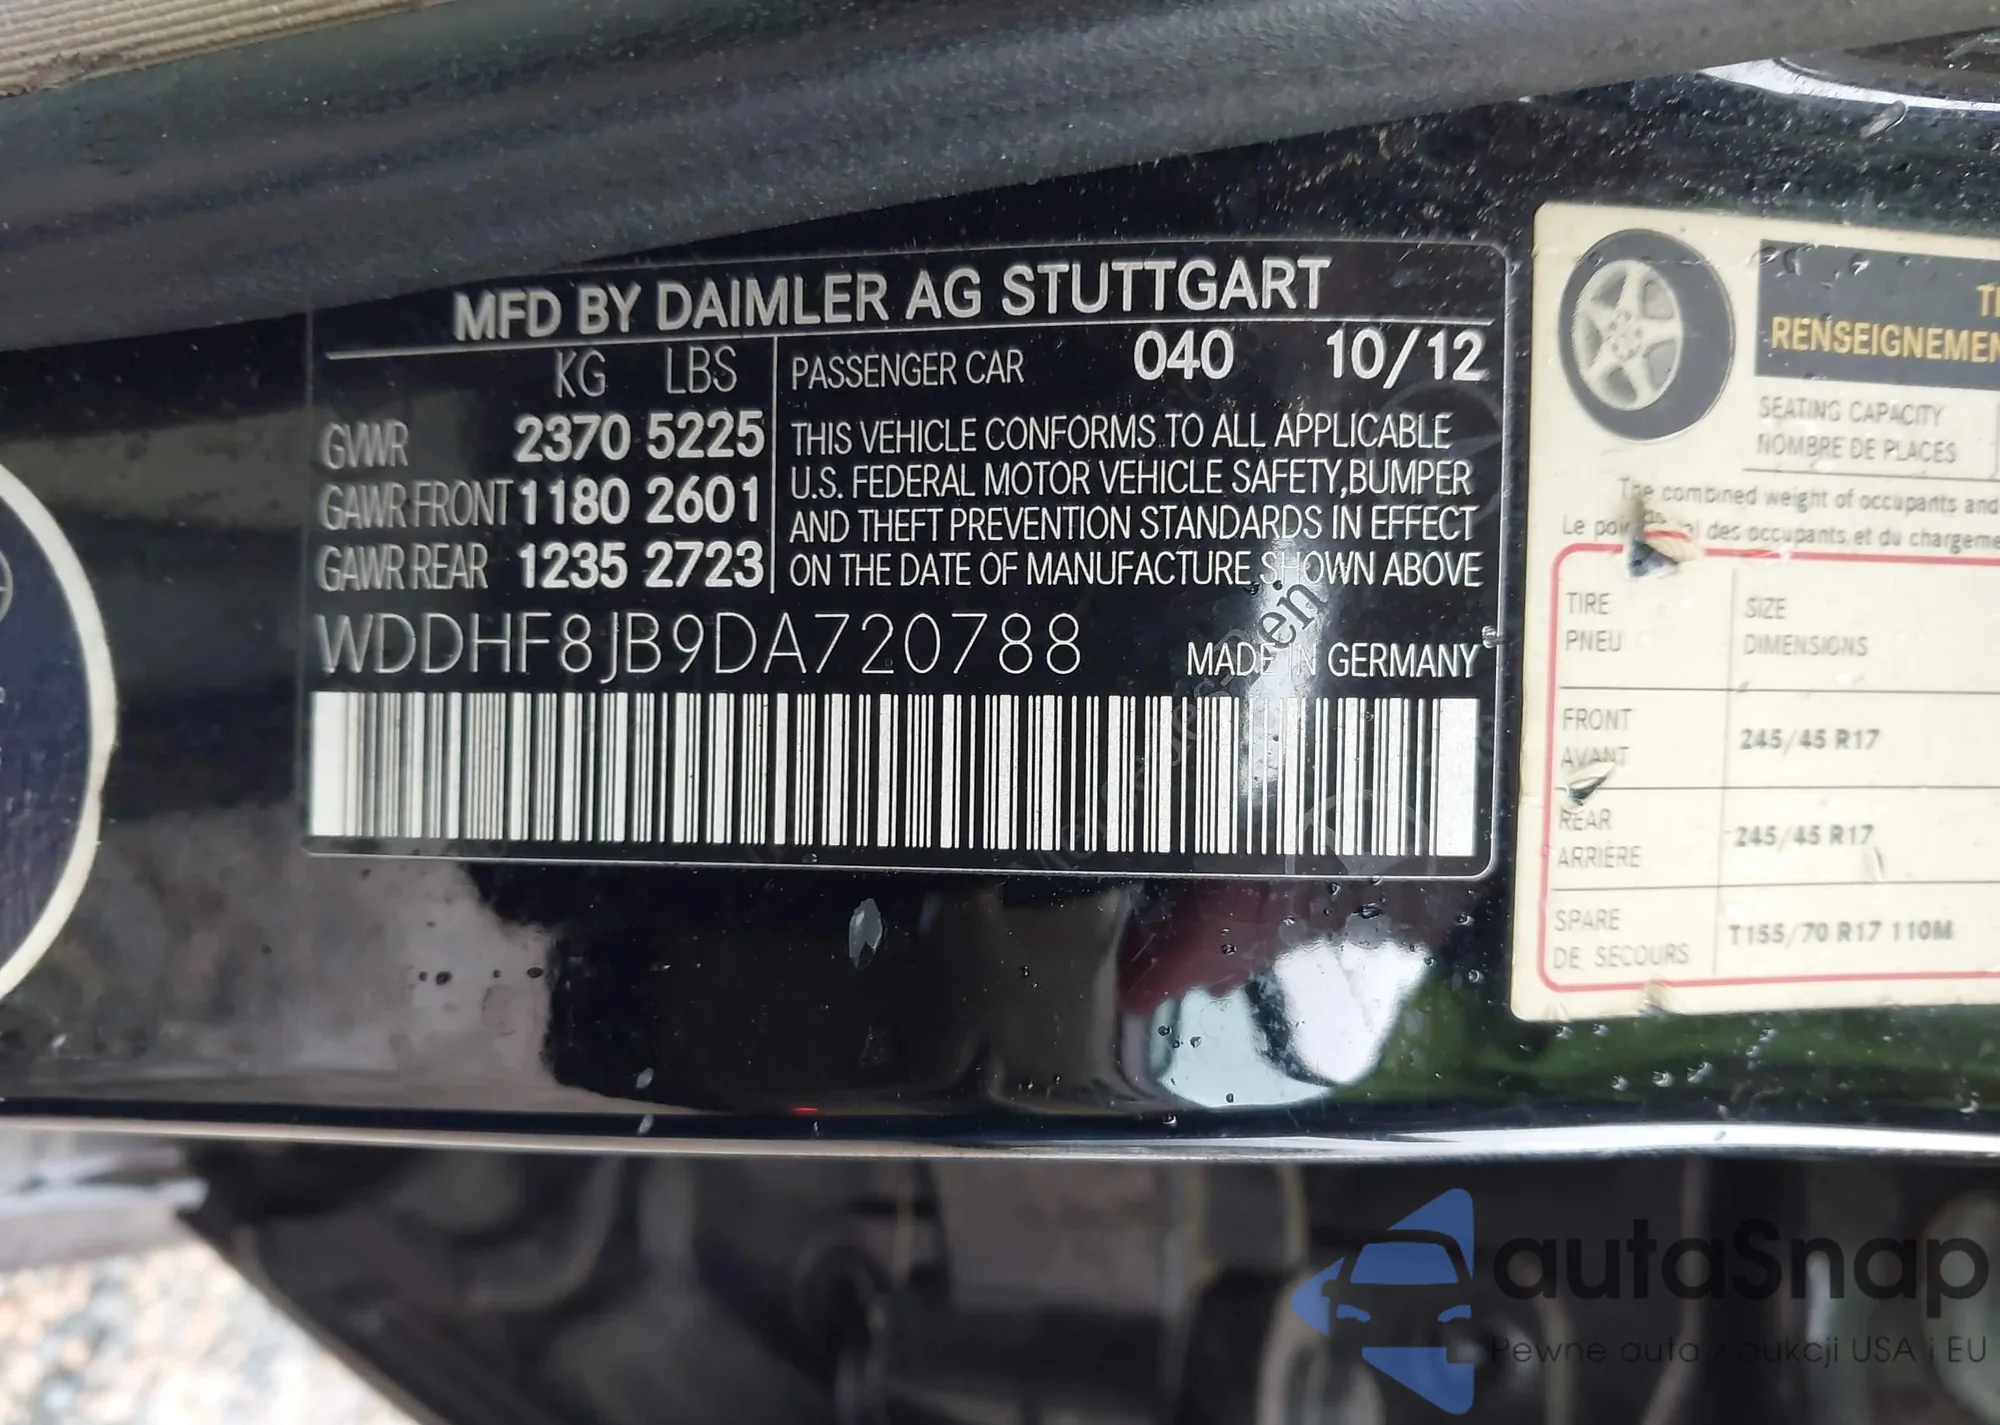 MFD BY DAIMLER AG STUTTGART
KG LBS
GVWR 2370 5225
GAWR FRONT 1180 2601
GAWR REAR 1235 2723
PASSENGER CAR 040 10/12
THIS VEHICLE CONFORMS TO ALL APPLICABLE
U.S. FEDERAL MOTOR VEHICLE SAFETY, BUMPER
AND THEFT PREVENTION STANDARDS IN EFFECT
ON THE DATE OF MANUFACTURE SHOWN ABOVE
WDDHF8JB9DA720788
MADE IN GERMANY
RENSEIGNEMEN
SEATING CAPACITY
NOMBRE DE PLACES
The combined weight of occupants and
Le des occupants et du chargeme
TIRE
PNEU
SIZE
DIMENSIONS
FRONT
AVANT
245/45 R17
REAR
ARRIÈRE
245/45 R17
SPARE
DE SECOURS
T155/70 R17 110M
autaSnap
Pewne auta z aukcji USA i EU